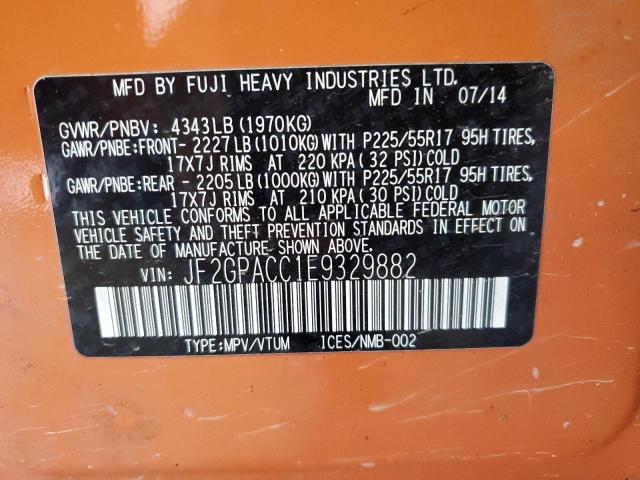 MFD BY FUJI HEAVY INDUSTRIES LTD.
MFD IN 07/14
GVWR/PNBV: 4343LB (1970KG)
GAWR/PNBE:FRONT- 2227 LB (1010KG) WITH P225/55R17 95H TIRES,
17X7J RIMS AT 220 KPA (32 PSI) COLD
GAWR/PNBE:REAR - 2205 LB (1000KG) WITH P225/55R17 95H TIRES,
17X7J RIMS AT 210 KPA (30 PSI) COLD
THIS VEHICLE CONFORMS TO ALL APPLICABLE FEDERAL MOTOR
VEHICLE SAFETY AND THEFT PREVENTION STANDARDS IN EFFECT ON
THE DATE OF MANUFACTURE SHOWN ABOVE.
VIN: JF2GPACC1E9329882
TYPE:MPV/VTUM ICES/NMB-002